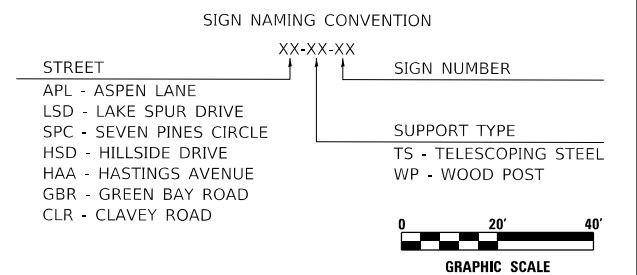 SIGN NAMING CONVENTION
XX-XX-XX
STREET
APL - ASPEN LANE
LSD - LAKE SPUR DRIVE
SPC - SEVEN PINES CIRCLE
HSD - HILLSIDE DRIVE
HAA - HASTINGS AVENUE
GBR - GREEN BAY ROAD
CLR - CLAVEY ROAD
SIGN NUMBER
SUPPORT TYPE
TS - TELESCOPING STEEL
WP - WOOD POST
0 20' 40'
GRAPHIC SCALE